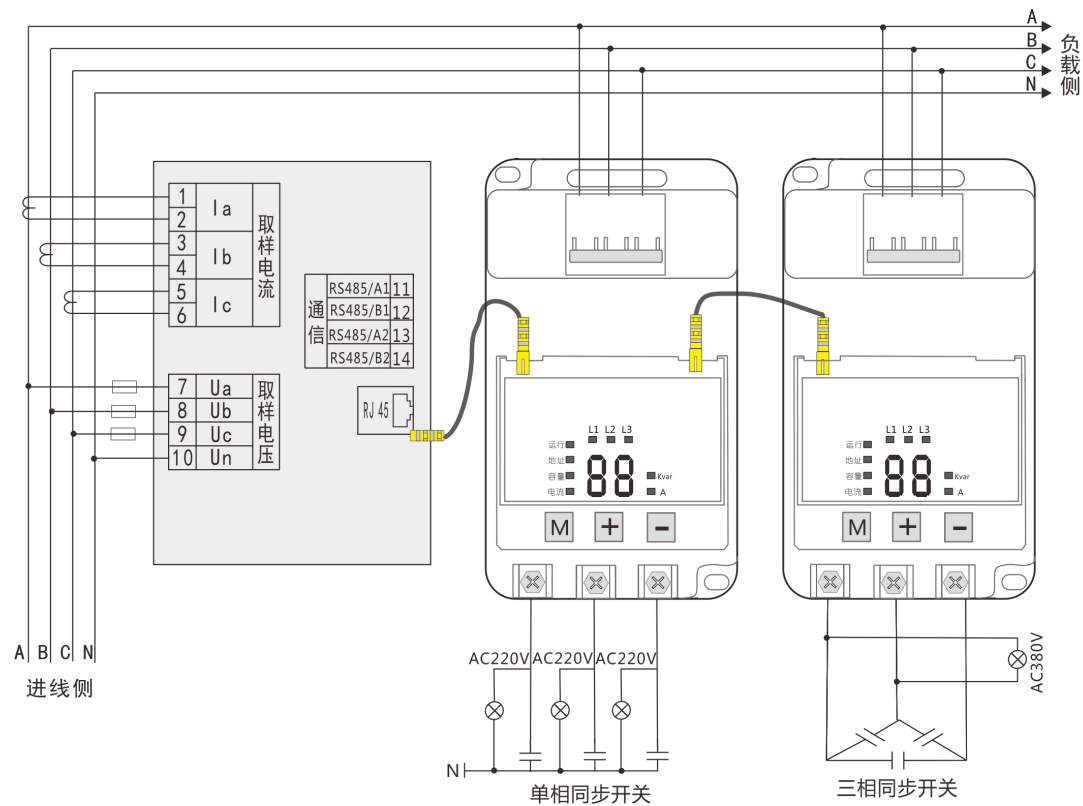 A
B
C
N
负载侧
1
2
3
4
5
6
Ia
Ib
Ic
取样电流
通信
RS485/A1 11
RS485/B1 12
RS485/A2 13
RS485/B2 14
7 Ua
8 Ub
9 Uc
10 Un
取样电压
RJ 45
L1 L2 L3
运行
地址
容量
电流
88
Kvar
A
M + -
L1 L2 L3
运行
地址
容量
电流
88
Kvar
A
M + -
A B C N
进线侧
AC220V AC220V AC220V
AC380V
N
单相同步开关
三相同步开关